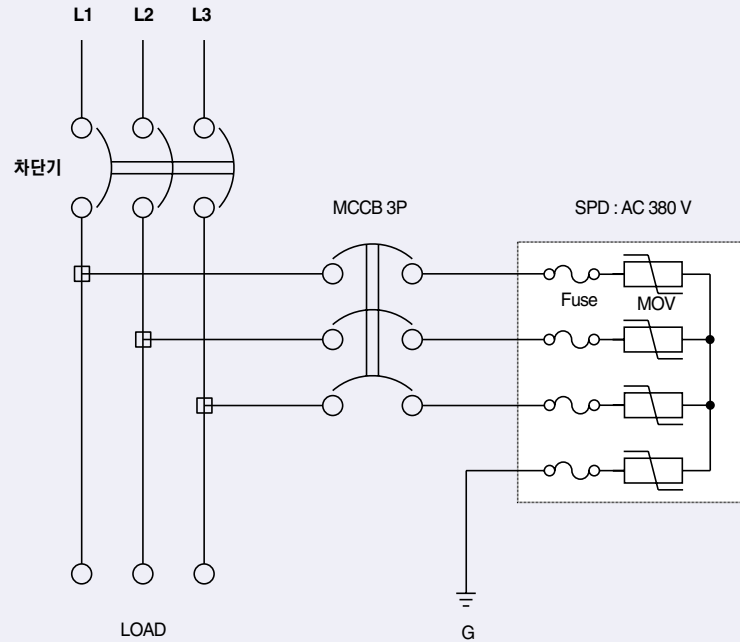 L1 L2 L3
차단기
MCCB 3P
SPD : AC 380 V
Fuse
MOV
LOAD
G